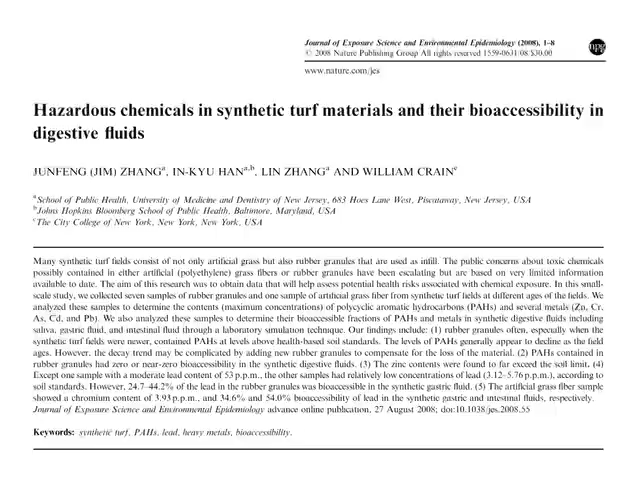 Journal of Exposure Science and Environmental Epidemiology (2008), 1–8
© 2008 Nature Publishing Group All rights reserved 1559-0631/08/$30.00
npg
www.nature.com/jes
Hazardous chemicals in synthetic turf materials and their bioaccessibility in
digestive fluids
JUNFENG (JIM) ZHANGa, IN-KYU HANa,b, LIN ZHANGa AND WILLIAM CRAINc
aSchool of Public Health, University of Medicine and Dentistry of New Jersey, 683 Hoes Lane West, Piscataway, New Jersey, USA
bJohns Hopkins Bloomberg School of Public Health, Baltimore, Maryland, USA
cThe City College of New York, New York, New York, USA
Many synthetic turf fields consist of not only artificial grass but also rubber granules that are used as infill. The public concerns about toxic chemicals
possibly contained in either artificial (polyethylene) grass fibers or rubber granules have been escalating but are based on very limited information
available to date. The aim of this research was to obtain data that will help assess potential health risks associated with chemical exposure. In this small-
scale study, we collected seven samples of rubber granules and one sample of artificial grass fiber from synthetic turf fields at different ages of the fields. We
analyzed these samples to determine the contents (maximum concentrations) of polycyclic aromatic hydrocarbons (PAHs) and several metals (Zn, Cr,
As, Cd, and Pb). We also analyzed these samples to determine their bioaccessible fractions of PAHs and metals in synthetic digestive fluids including
saliva, gastric fluid, and intestinal fluid through a laboratory simulation technique. Our findings include: (1) rubber granules often, especially when the
synthetic turf fields were newer, contained PAHs at levels above health-based soil standards. The levels of PAHs generally appear to decline as the field
ages. However, the decay trend may be complicated by adding new rubber granules to compensate for the loss of the material. (2) PAHs contained in
rubber granules had zero or near-zero bioaccessibility in the synthetic digestive fluids. (3) The zinc contents were found to far exceed the soil limit. (4)
Except one sample with a moderate lead content of 53 p.p.m., the other samples had relatively low concentrations of lead (3.12–5.76 p.p.m.), according to
soil standards. However, 24.7–44.2% of the lead in the rubber granules was bioaccessible in the synthetic gastric fluid. (5) The artificial grass fiber sample
showed a chromium content of 3.93 p.p.m., and 34.6% and 54.0% bioaccessibility of lead in the synthetic gastric and intestinal fluids, respectively.
Journal of Exposure Science and Environmental Epidemiology advance online publication, 27 August 2008; doi:10.1038/jes.2008.55
Keywords: synthetic turf, PAHs, lead, heavy metals, bioaccessibility.